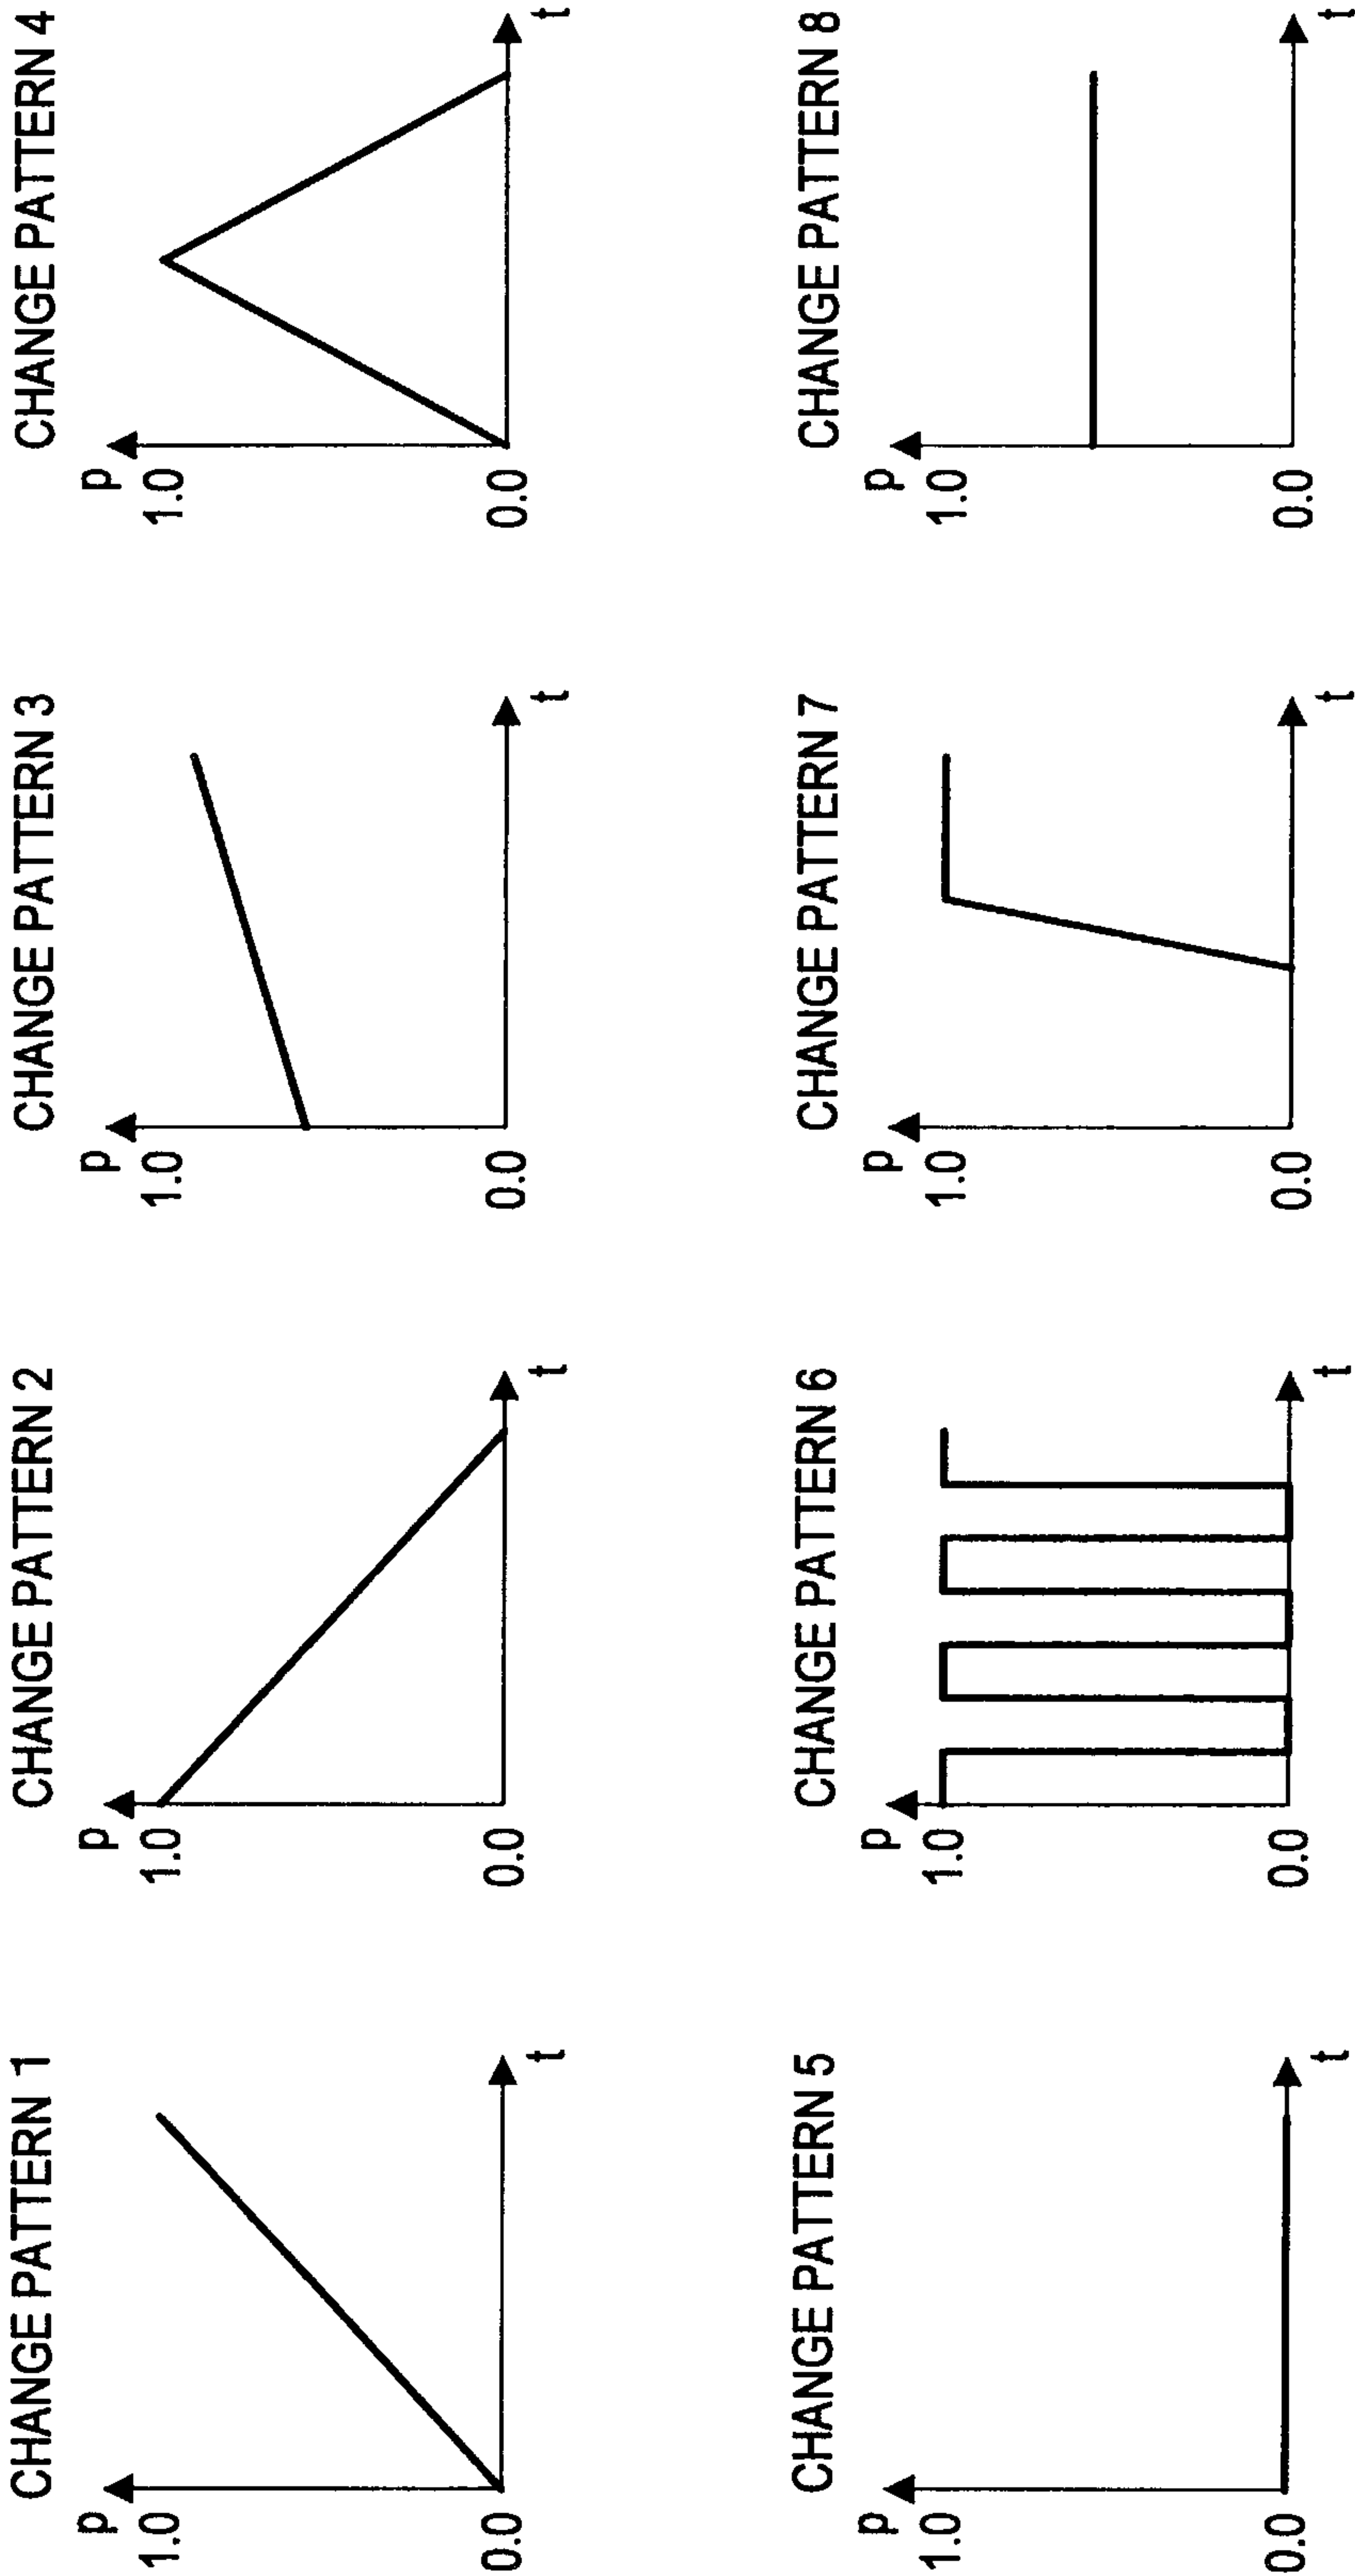 CHANGE PATTERN 1
p
1.0
0.0
t
CHANGE PATTERN 2
p
1.0
0.0
t
CHANGE PATTERN 3
p
1.0
0.0
t
CHANGE PATTERN 4
p
1.0
0.0
t
CHANGE PATTERN 5
p
1.0
0.0
t
CHANGE PATTERN 6
p
1.0
0.0
t
CHANGE PATTERN 7
p
1.0
0.0
t
CHANGE PATTERN 8
p
1.0
0.0
t